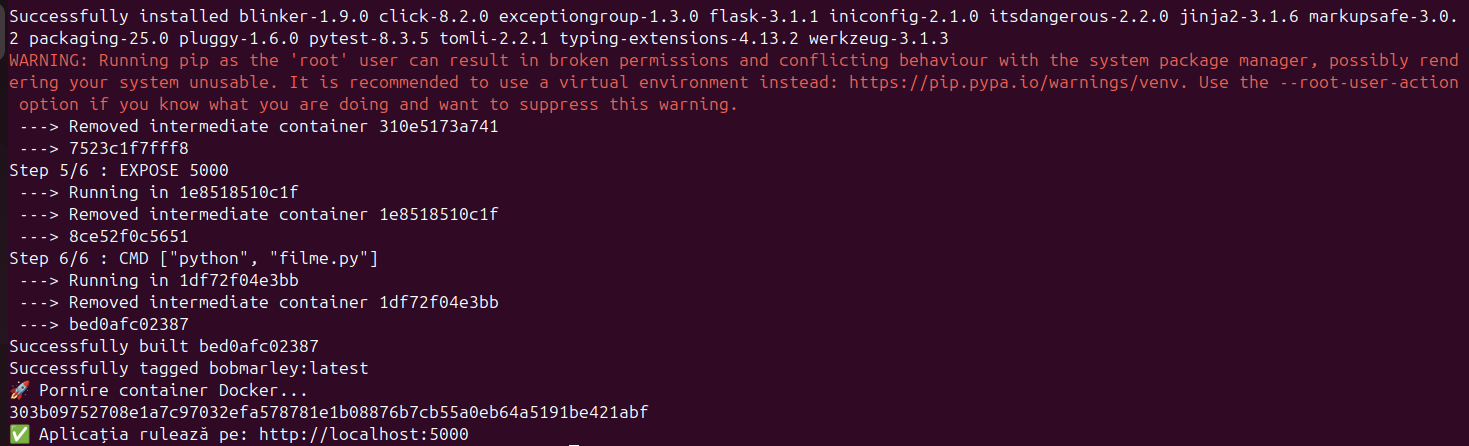 Successfully installed blinker-1.9.0 click-8.2.0 exceptiongroup-1.3.0 flask-3.1.1 iniconfig-2.1.0 itsdangerous-2.2.0 jinja2-3.1.6 markupsafe-3.0.
2 packaging-25.0 pluggy-1.6.0 pytest-8.3.5 tomli-2.2.1 typing-extensions-4.13.2 werkzeug-3.1.3
WARNING: Running pip as the 'root' user can result in broken permissions and conflicting behaviour with the system package manager, possibly rend
ering your system unusable. It is recommended to use a virtual environment instead: https://pip.pypa.io/warnings/venv. Use the --root-user-action
 option if you know what you are doing and want to suppress this warning.
 ---> Removed intermediate container 310e5173a741
 ---> 7523c1f7fff8
Step 5/6 : EXPOSE 5000
 ---> Running in 1e8518510c1f
 ---> Removed intermediate container 1e8518510c1f
 ---> 8ce52f0c5651
Step 6/6 : CMD ["python", "filme.py"]
 ---> Running in 1df72f04e3bb
 ---> Removed intermediate container 1df72f04e3bb
 ---> bed0afc02387
Successfully built bed0afc02387
Successfully tagged bobmarley:latest
🚀 Pornire container Docker...
303b09752708e1a7c97032efa578781e1b08876b7cb55a0eb64a5191be421abf
✅ Aplicația rulează pe: http://localhost:5000